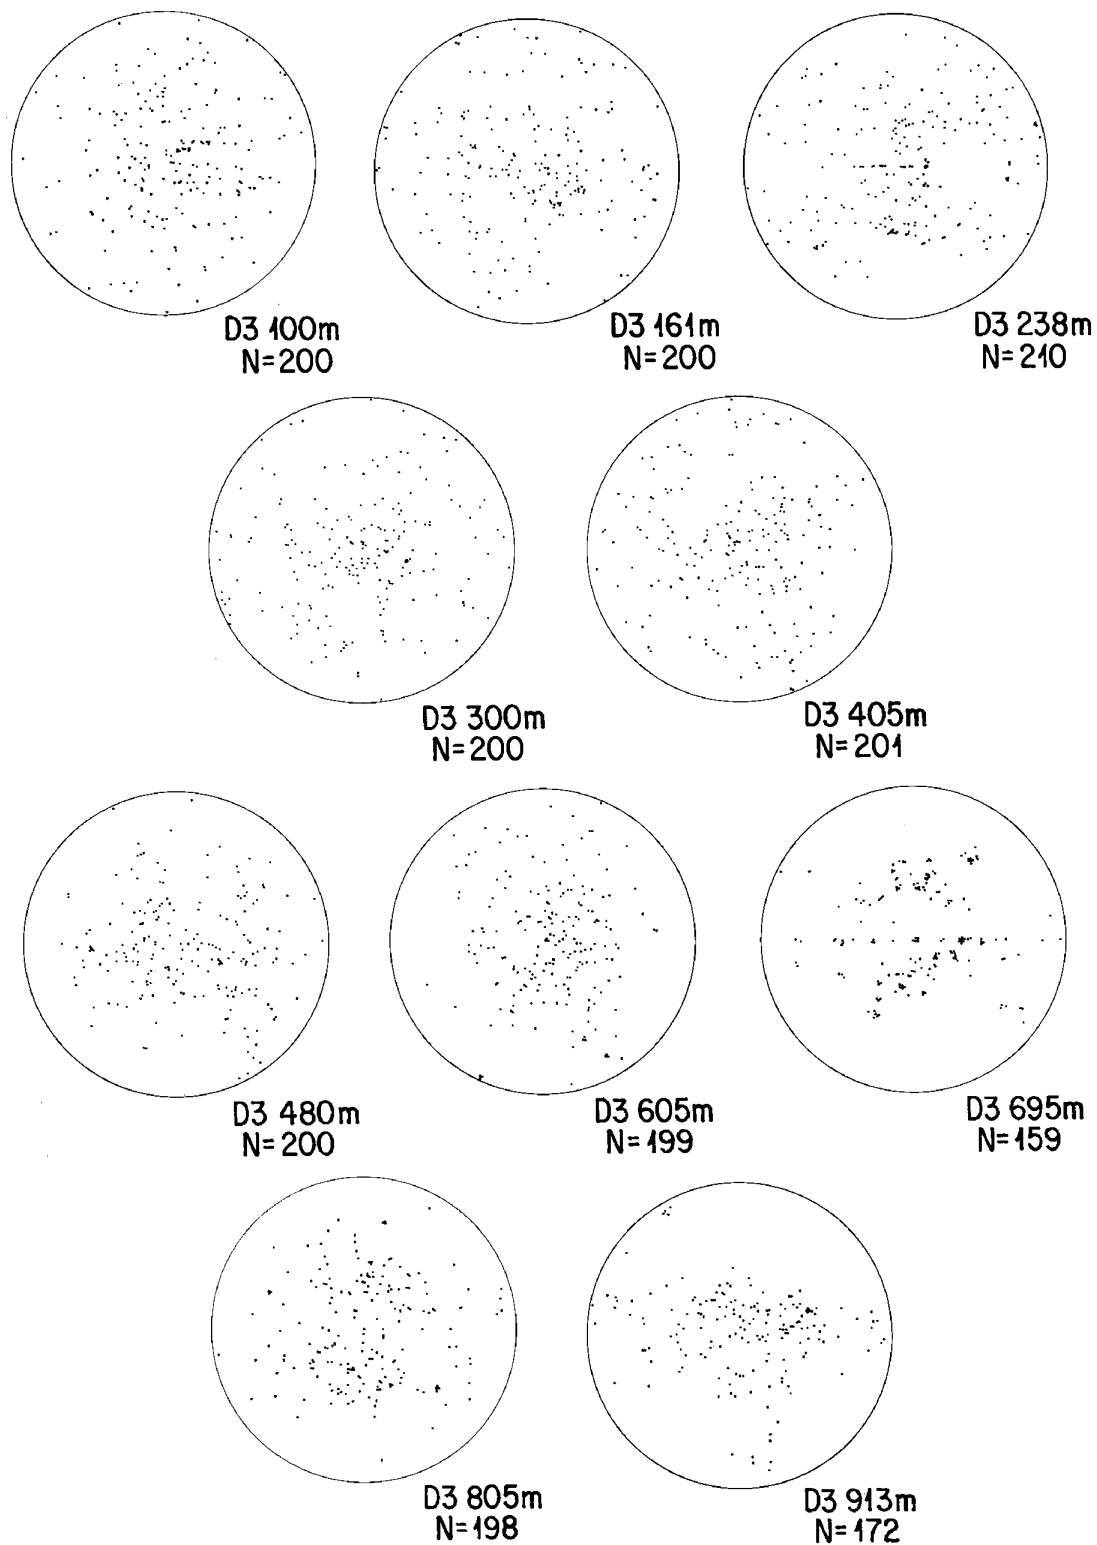 D3 100m
N=200
D3 161m
N=200
D3 238m
N=210
D3 300m
N=200
D3 405m
N=201
D3 480m
N=200
D3 605m
N=199
D3 695m
N=159
D3 805m
N=198
D3 913m
N=172